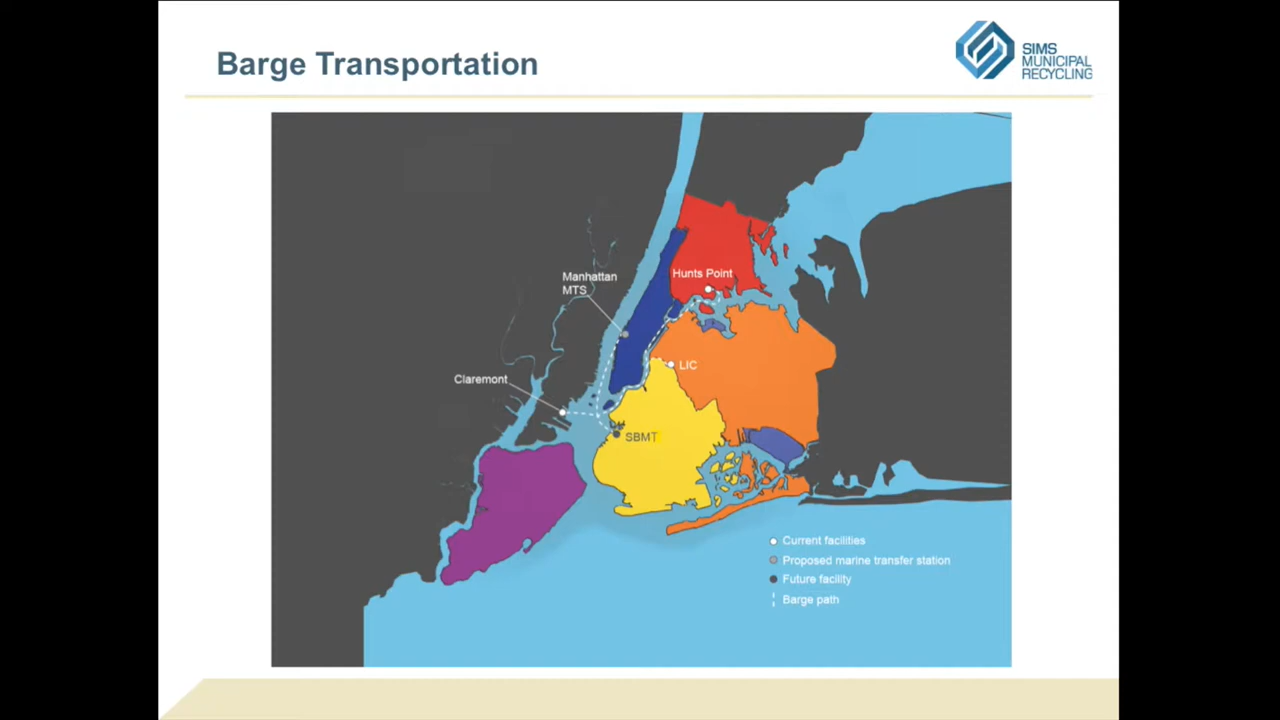 Barge Transportation
SIMS
MUNICIPAL
RECYCLING
Manhattan
MTS
Hunts Point
LIC
Claremont
SBMT
Current facilities
Proposed marine transfer station
Future facility
Barge path